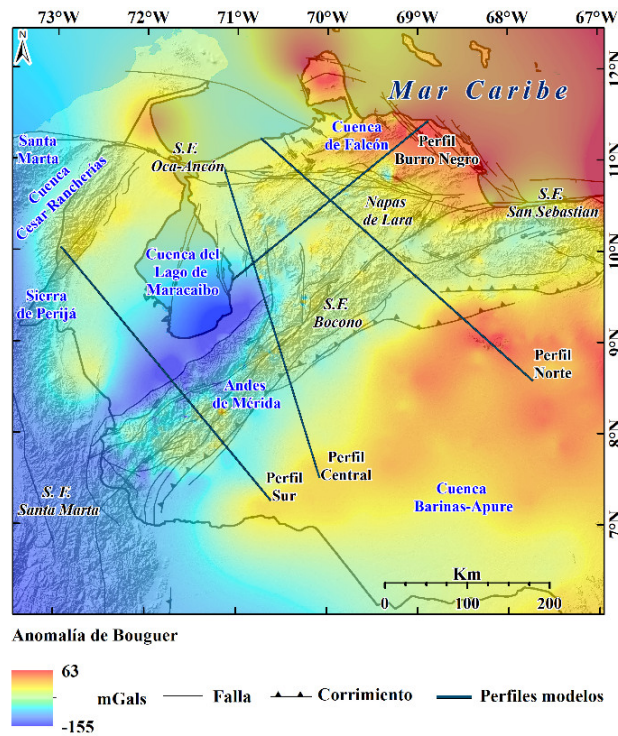 73°W
72°W
71°W
70°W
69°W
68°W
67°W
N
12°N
11°N
10°N
9°N
8°N
7°N
Mar Caribe
Santa
Marta
Cuenca
Cesar Rancherías
S.F.
Oca-Ancón
Cuenca
de Falcón
Perfil
Burro Negro
Napas
de Lara
S.F.
San Sebastian
Cuenca del
Lago de
Maracaibo
Sierra
de Perijá
S.F.
Bocono
Andes
de Mérida
Perfil
Norte
Perfil
Central
Perfil
Sur
S. F.
Santa Marta
Cuenca
Barinas-Apure
Km
0 100 200
Anomalía de Bouguer
63
mGals
-155
Falla
Corrimiento
Perfiles modelos